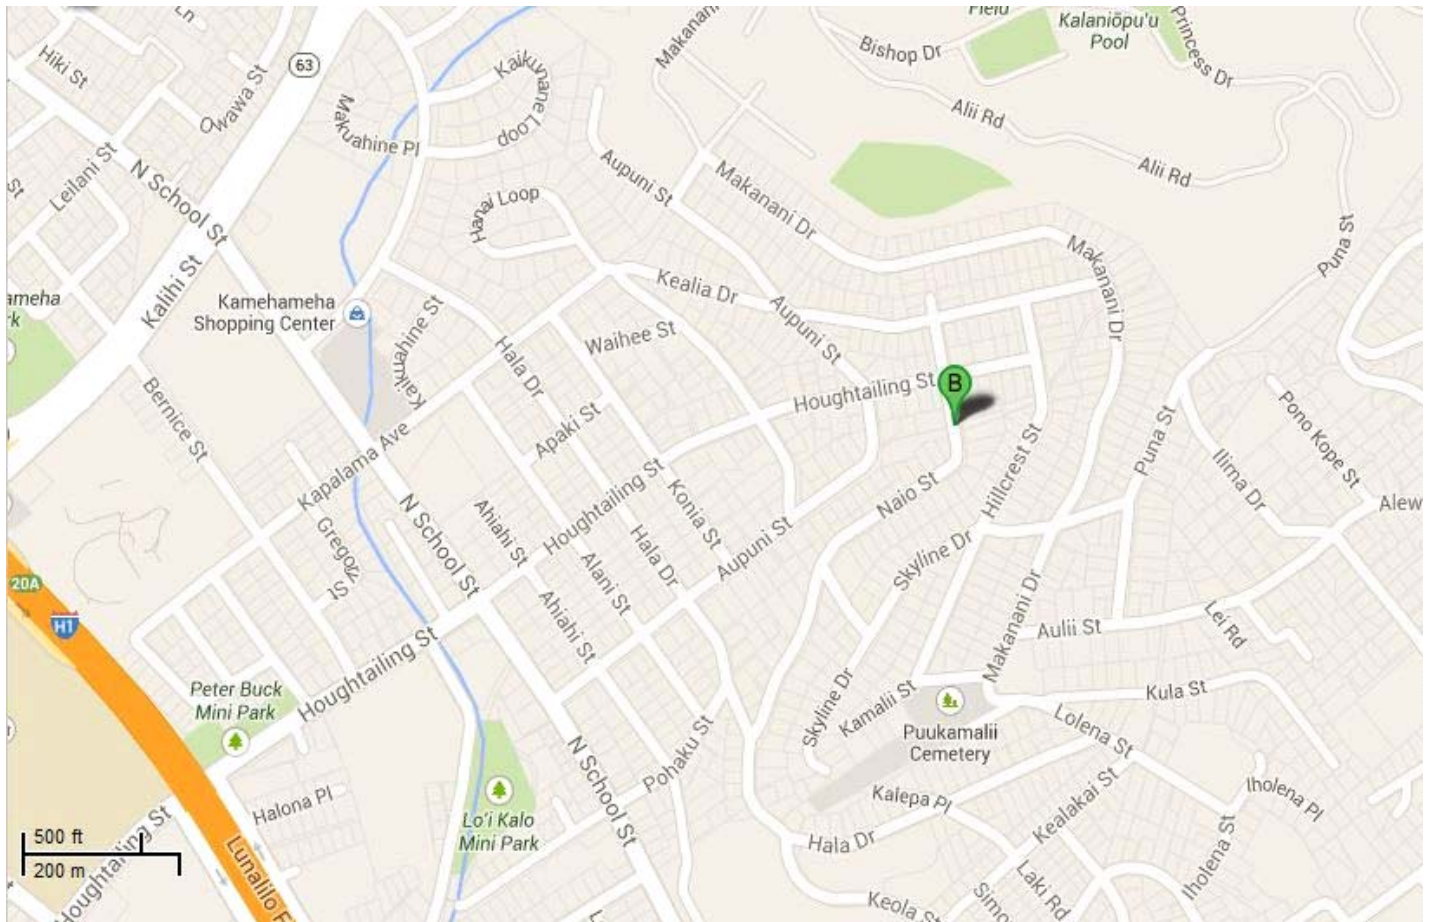 Ln
Hiki St
63
Owawa St
Kaikunane Loop
Makuahine Pl
Makanani
Bishop Dr
Field
Kalaniōpu'u
Pool
Princess Dr
Alii Rd
Alii Rd
Leilani St
St
N School St
Hanai Loop
Aupuni St
Makanani Dr
Makanani Dr
Puna St
Kalihi St
Kealia Dr
Kamehameha
Shopping Center
Kaikuahine St
Waihee St
Aupuni St
ameha
rk
Hala Dr
Houghtailing St
B
Bernice St
Apaki St
Kapalama Ave
Puna St
Pono Kope St
Ilima Dr
Alew
Houghtailing St
Konia St
Naio St
Hillcrest St
N School St
Ahiahi St
Gregory St
Alani St
Hala Dr
Aupuni St
Skyline Dr
20A
H1
Ahiahi St
Makanani Dr
Aulii St
Lei Rd
Houghtailing St
Peter Buck
Mini Park
Kula St
Skyline Dr
Kamalii St
Puukamalii
Cemetery
Lolena St
N School St
Pohaku St
Kalepa Pl
Kealakai St
Iholena Pl
Halona Pl
Lo'i Kalo
Mini Park
Hala Dr
Iholena St
500 ft
200 m
Houghtailing St
Lunalilo F
Keola St
Simo
Laki Rd
L